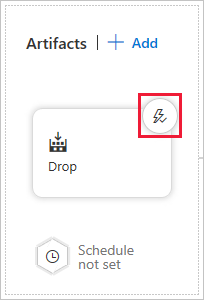 Artifacts | + Add
Drop
Schedule
not set